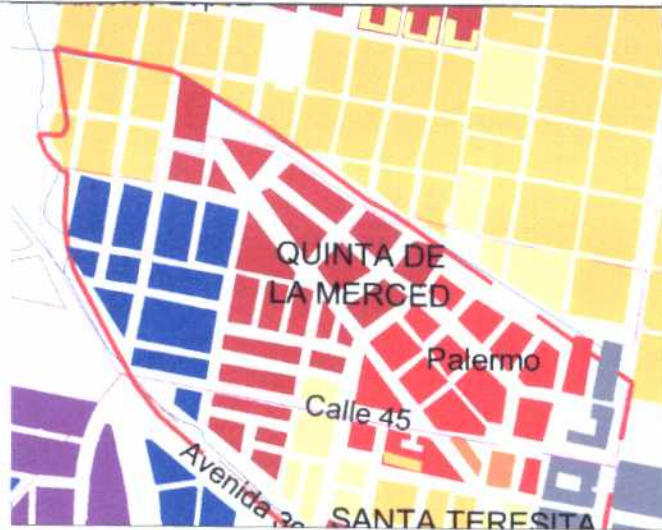 QUINTA DE
LA MERCED
Palermo
Calle 45
Avenida
SANTA TERESITA